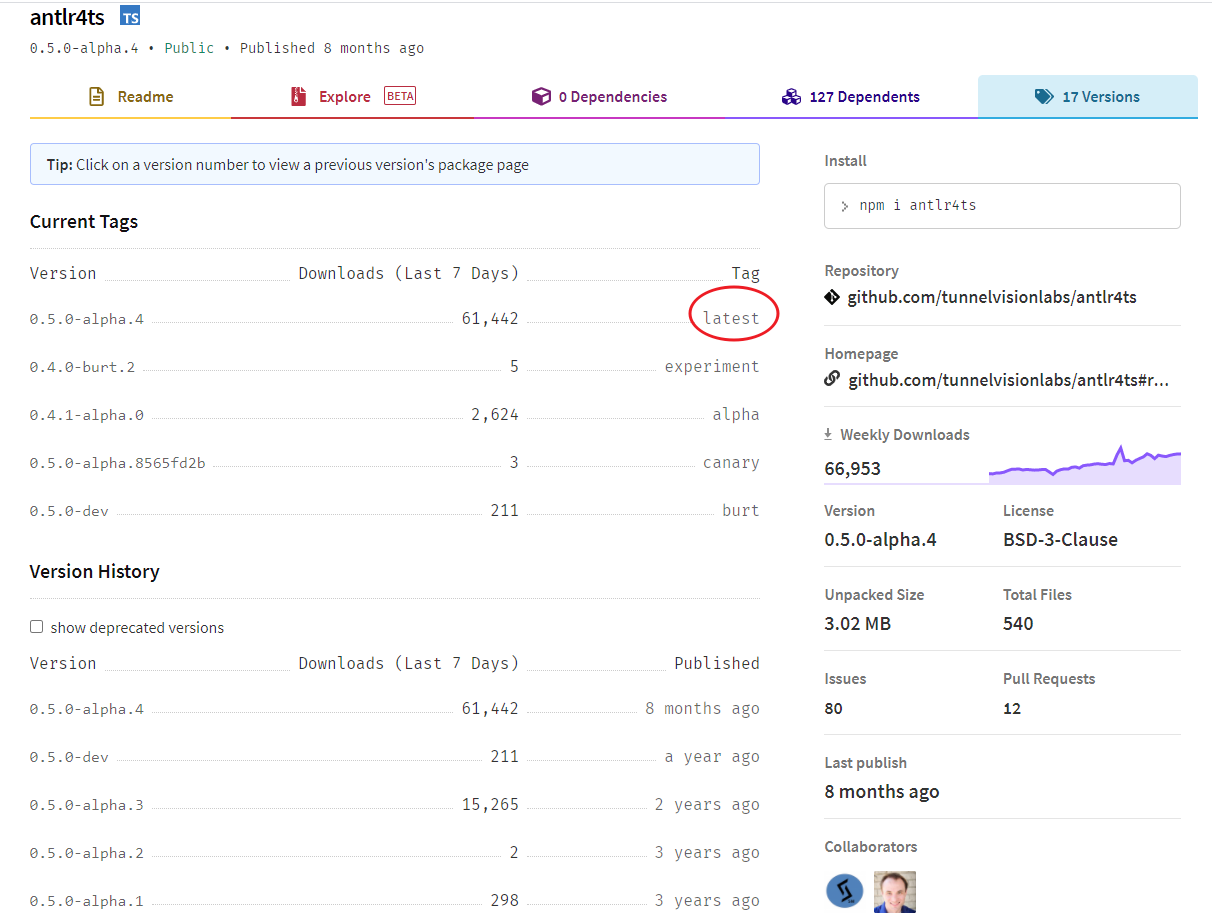 antlr4ts TS
0.5.0-alpha.4 • Public • Published 8 months ago
Readme
Explore BETA
0 Dependencies
127 Dependents
17 Versions
Tip: Click on a version number to view a previous version's package page
Current Tags
Version Downloads (Last 7 Days) Tag
0.5.0-alpha.4 61,442 latest
0.4.0-burt.2 5 experiment
0.4.1-alpha.0 2,624 alpha
0.5.0-alpha.8565fd2b 3 canary
0.5.0-dev 211 burt
Version History
show deprecated versions
Version Downloads (Last 7 Days) Published
0.5.0-alpha.4 61,442 8 months ago
0.5.0-dev 211 a year ago
0.5.0-alpha.3 15,265 2 years ago
0.5.0-alpha.2 2 3 years ago
0.5.0-alpha.1 298 3 years ago
Install
> npm i antlr4ts
Repository
github.com/tunnelvisionlabs/antlr4ts
Homepage
github.com/tunnelvisionlabs/antlr4ts#r...
Weekly Downloads
66,953
Version License
0.5.0-alpha.4 BSD-3-Clause
Unpacked Size Total Files
3.02 MB 540
Issues Pull Requests
80 12
Last publish
8 months ago
Collaborators